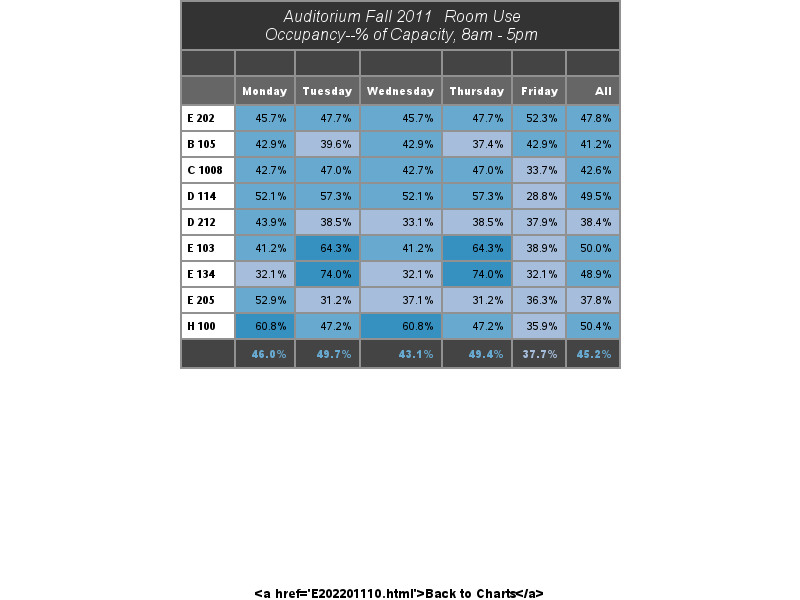 Auditorium Fall 2011 Room Use
Occupancy--% of Capacity, 8am - 5pm
Monday Tuesday Wednesday Thursday Friday All
E 202 45.7% 47.7% 45.7% 47.7% 52.3% 47.8%
B 105 42.9% 39.6% 42.9% 37.4% 42.9% 41.2%
C 1008 42.7% 47.0% 42.7% 47.0% 33.7% 42.6%
D 114 52.1% 57.3% 52.1% 57.3% 28.8% 49.5%
D 212 43.9% 38.5% 33.1% 38.5% 37.9% 38.4%
E 103 41.2% 64.3% 41.2% 64.3% 38.9% 50.0%
E 134 32.1% 74.0% 32.1% 74.0% 32.1% 48.9%
E 205 52.9% 31.2% 37.1% 31.2% 36.3% 37.8%
H 100 60.8% 47.2% 60.8% 47.2% 35.9% 50.4%
46.0% 49.7% 43.1% 49.4% 37.7% 45.2%
<a href='E202201110.html'>Back to Charts</a>